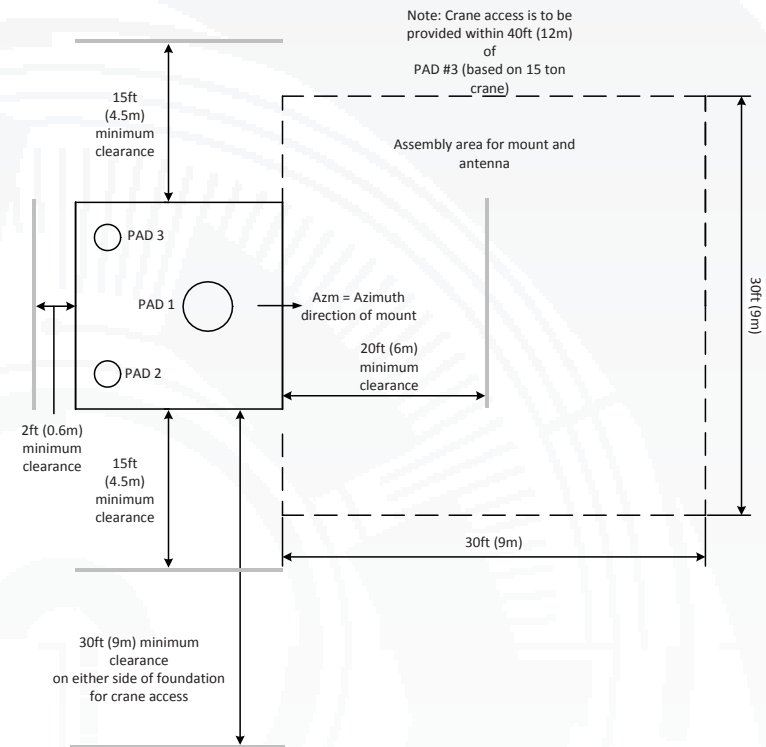 Note: Crane access is to be
provided within 40ft (12m)
of
PAD #3 (based on 15 ton
crane)
15ft
(4.5m)
minimum
clearance
Assembly area for mount and
antenna
PAD 3
PAD 1
Azm = Azimuth
direction of mount
30ft (9m)
20ft (6m)
minimum
clearance
PAD 2
2ft (0.6m)
minimum
clearance
15ft
(4.5m)
minimum
clearance
30ft (9m)
30ft (9m) minimum
clearance
on either side of foundation
for crane access